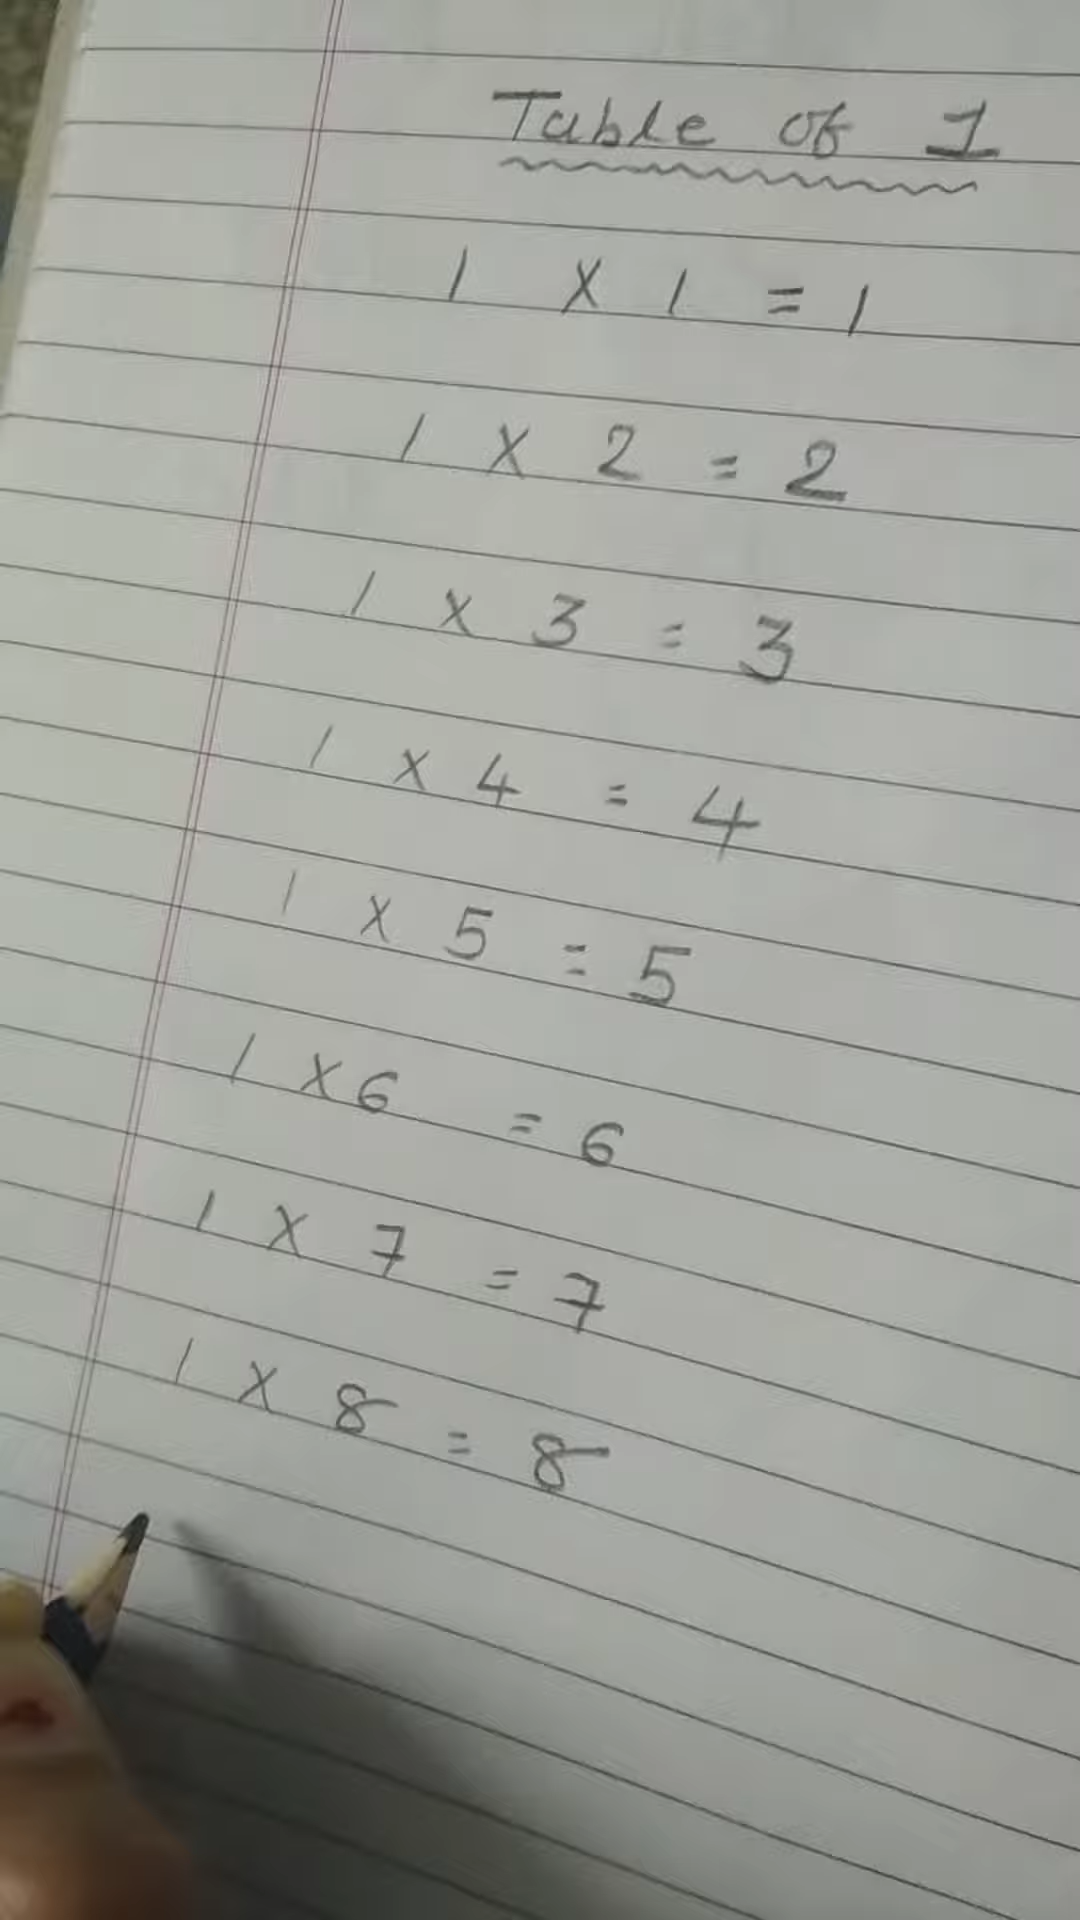 Table of 1
1 x 1 = 1
1 x 2 = 2
1 x 3 = 3
1 x 4 = 4
1 x 5 = 5
1 x 6 = 6
1 x 7 = 7
1 x 8 = 8